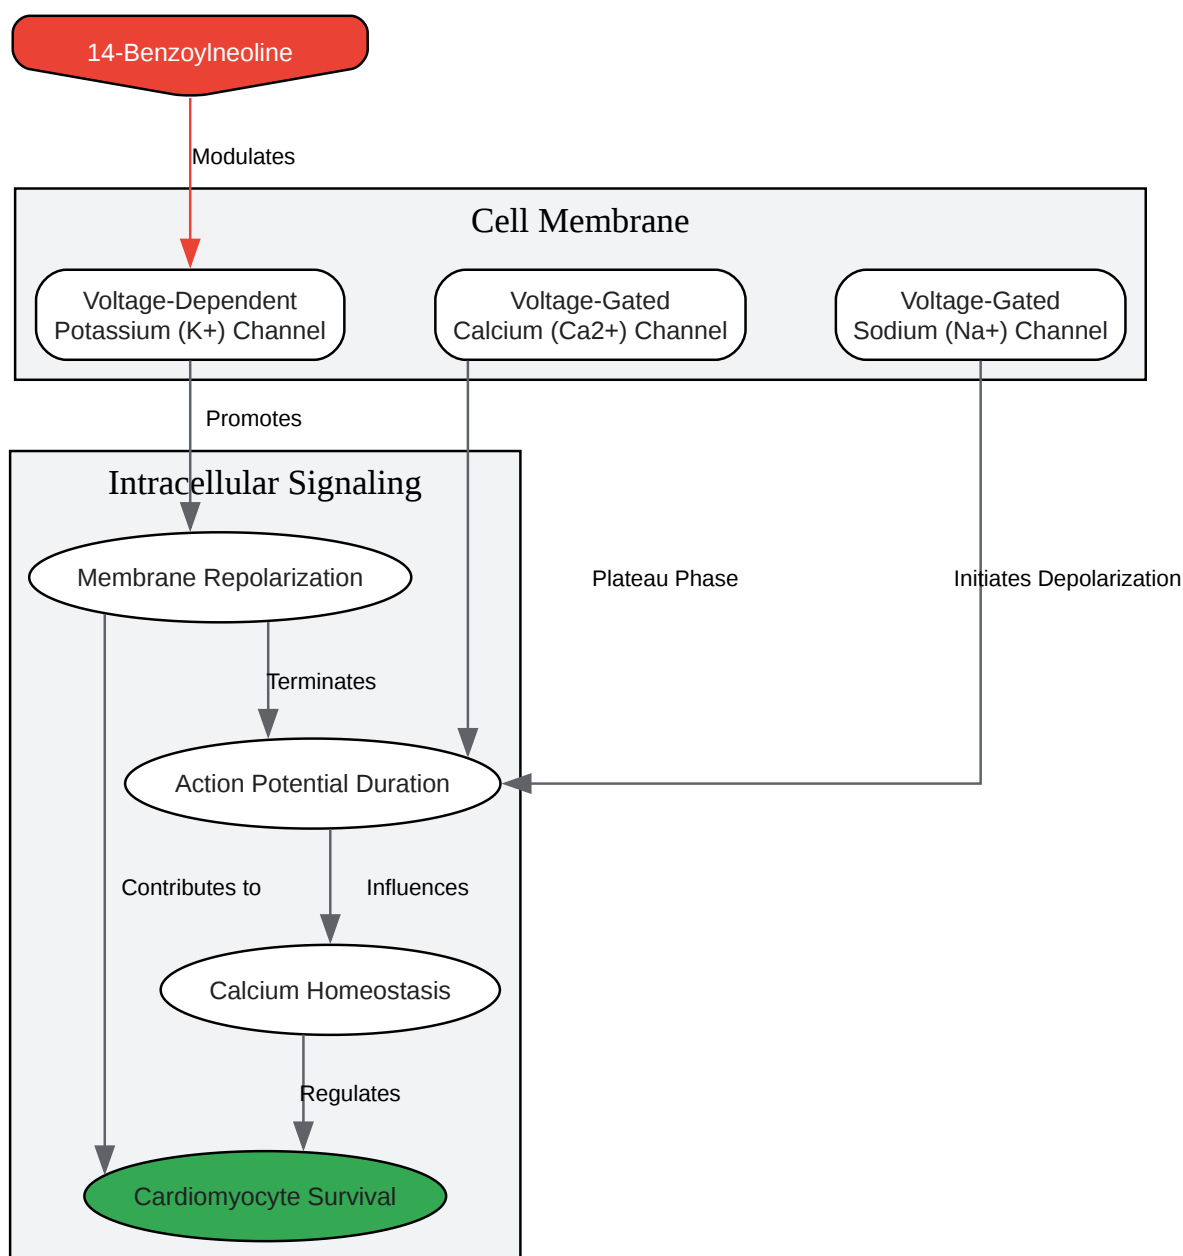 14-Benzoylneoline
Modulates
Cell Membrane
Voltage-Dependent
Potassium (K+) Channel
Voltage-Gated
Calcium (Ca2+) Channel
Voltage-Gated
Sodium (Na+) Channel
Promotes
Intracellular Signaling
Membrane Repolarization
Plateau Phase
Initiates Depolarization
Terminates
Action Potential Duration
Contributes to
Influences
Calcium Homeostasis
Regulates
Cardiomyocyte Survival